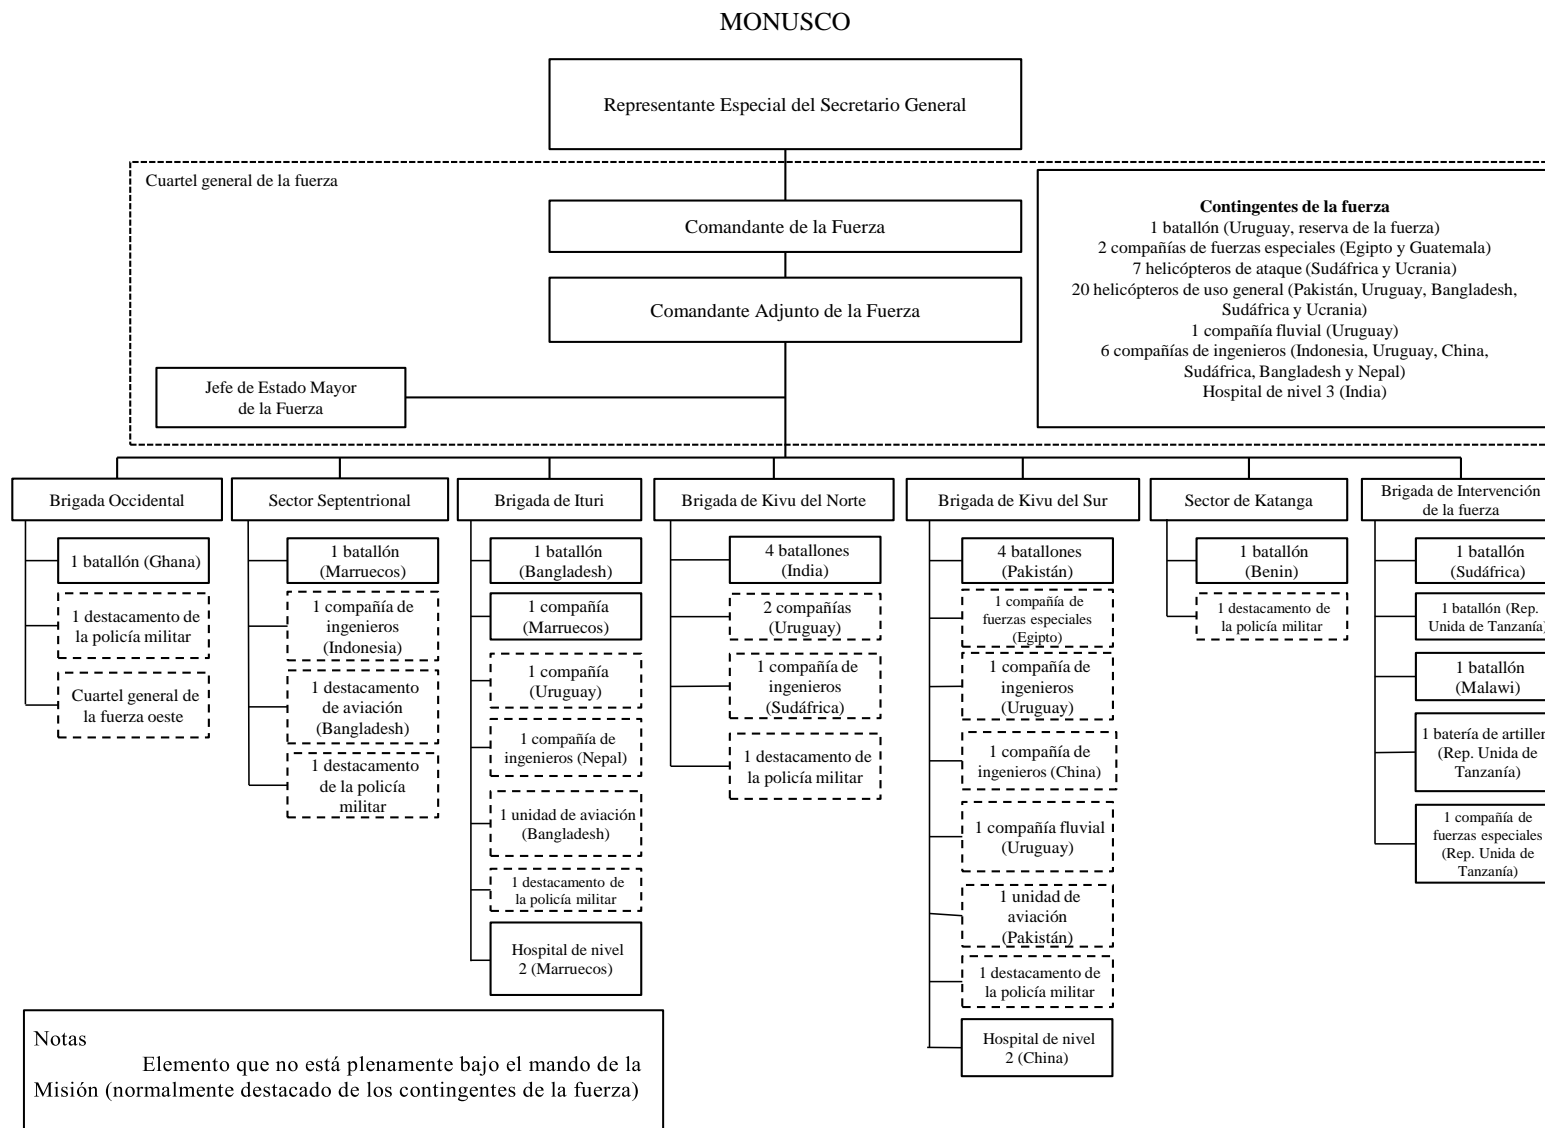 MONUSCO
Representante Especial del Secretario General
Cuartel general de la fuerza
Comandante de la Fuerza
Comandante Adjunto de la Fuerza
Jefe de Estado Mayor
de la Fuerza
Contingentes de la fuerza
1 batallón (Uruguay, reserva de la fuerza)
2 compañías de fuerzas especiales (Egipto y Guatemala)
7 helicópteros de ataque (Sudáfrica y Ucrania)
20 helicópteros de uso general (Pakistán, Uruguay, Bangladesh,
Sudáfrica y Ucrania)
1 compañía fluvial (Uruguay)
6 compañías de ingenieros (Indonesia, Uruguay, China,
Sudáfrica, Bangladesh y Nepal)
Hospital de nivel 3 (India)
Brigada Occidental
1 batallón (Ghana)
1 destacamento de
la policía militar
Cuartel general de
la fuerza oeste
Sector Septentrional
1 batallón
(Marruecos)
1 compañía de
ingenieros
(Indonesia)
1 destacamento
de aviación
(Bangladesh)
1 destacamento
de la policía
militar
Brigada de Ituri
1 batallón
(Bangladesh)
1 compañía
(Marruecos)
1 compañía
(Uruguay)
1 compañía de
ingenieros (Nepal)
1 unidad de aviación
(Bangladesh)
1 destacamento de
la policía militar
Hospital de nivel
2 (Marruecos)
Brigada de Kivu del Norte
4 batallones
(India)
2 compañías
(Uruguay)
1 compañía de
ingenieros
(Sudáfrica)
1 destacamento de
la policía militar
Brigada de Kivu del Sur
4 batallones
(Pakistán)
1 compañía de
fuerzas especiales
(Egipto)
1 compañía de
ingenieros
(Uruguay)
1 compañía de
ingenieros (China)
1 compañía fluvial
(Uruguay)
1 unidad de
aviación
(Pakistán)
1 destacamento de
la policía militar
Hospital de nivel
2 (China)
Sector de Katanga
1 batallón
(Benin)
1 destacamento de
la policía militar
Brigada de Intervención
de la fuerza
1 batallón
(Sudáfrica)
1 batallón (Rep.
Unida de Tanzanía)
1 batallón
(Malawi)
1 batería de artiller
(Rep. Unida de
Tanzanía)
1 compañía de
fuerzas especiales
(Rep. Unida de
Tanzanía)
Notas
Elemento que no está plenamente bajo el mando de la
Misión (normalmente destacado de los contingentes de la fuerza)